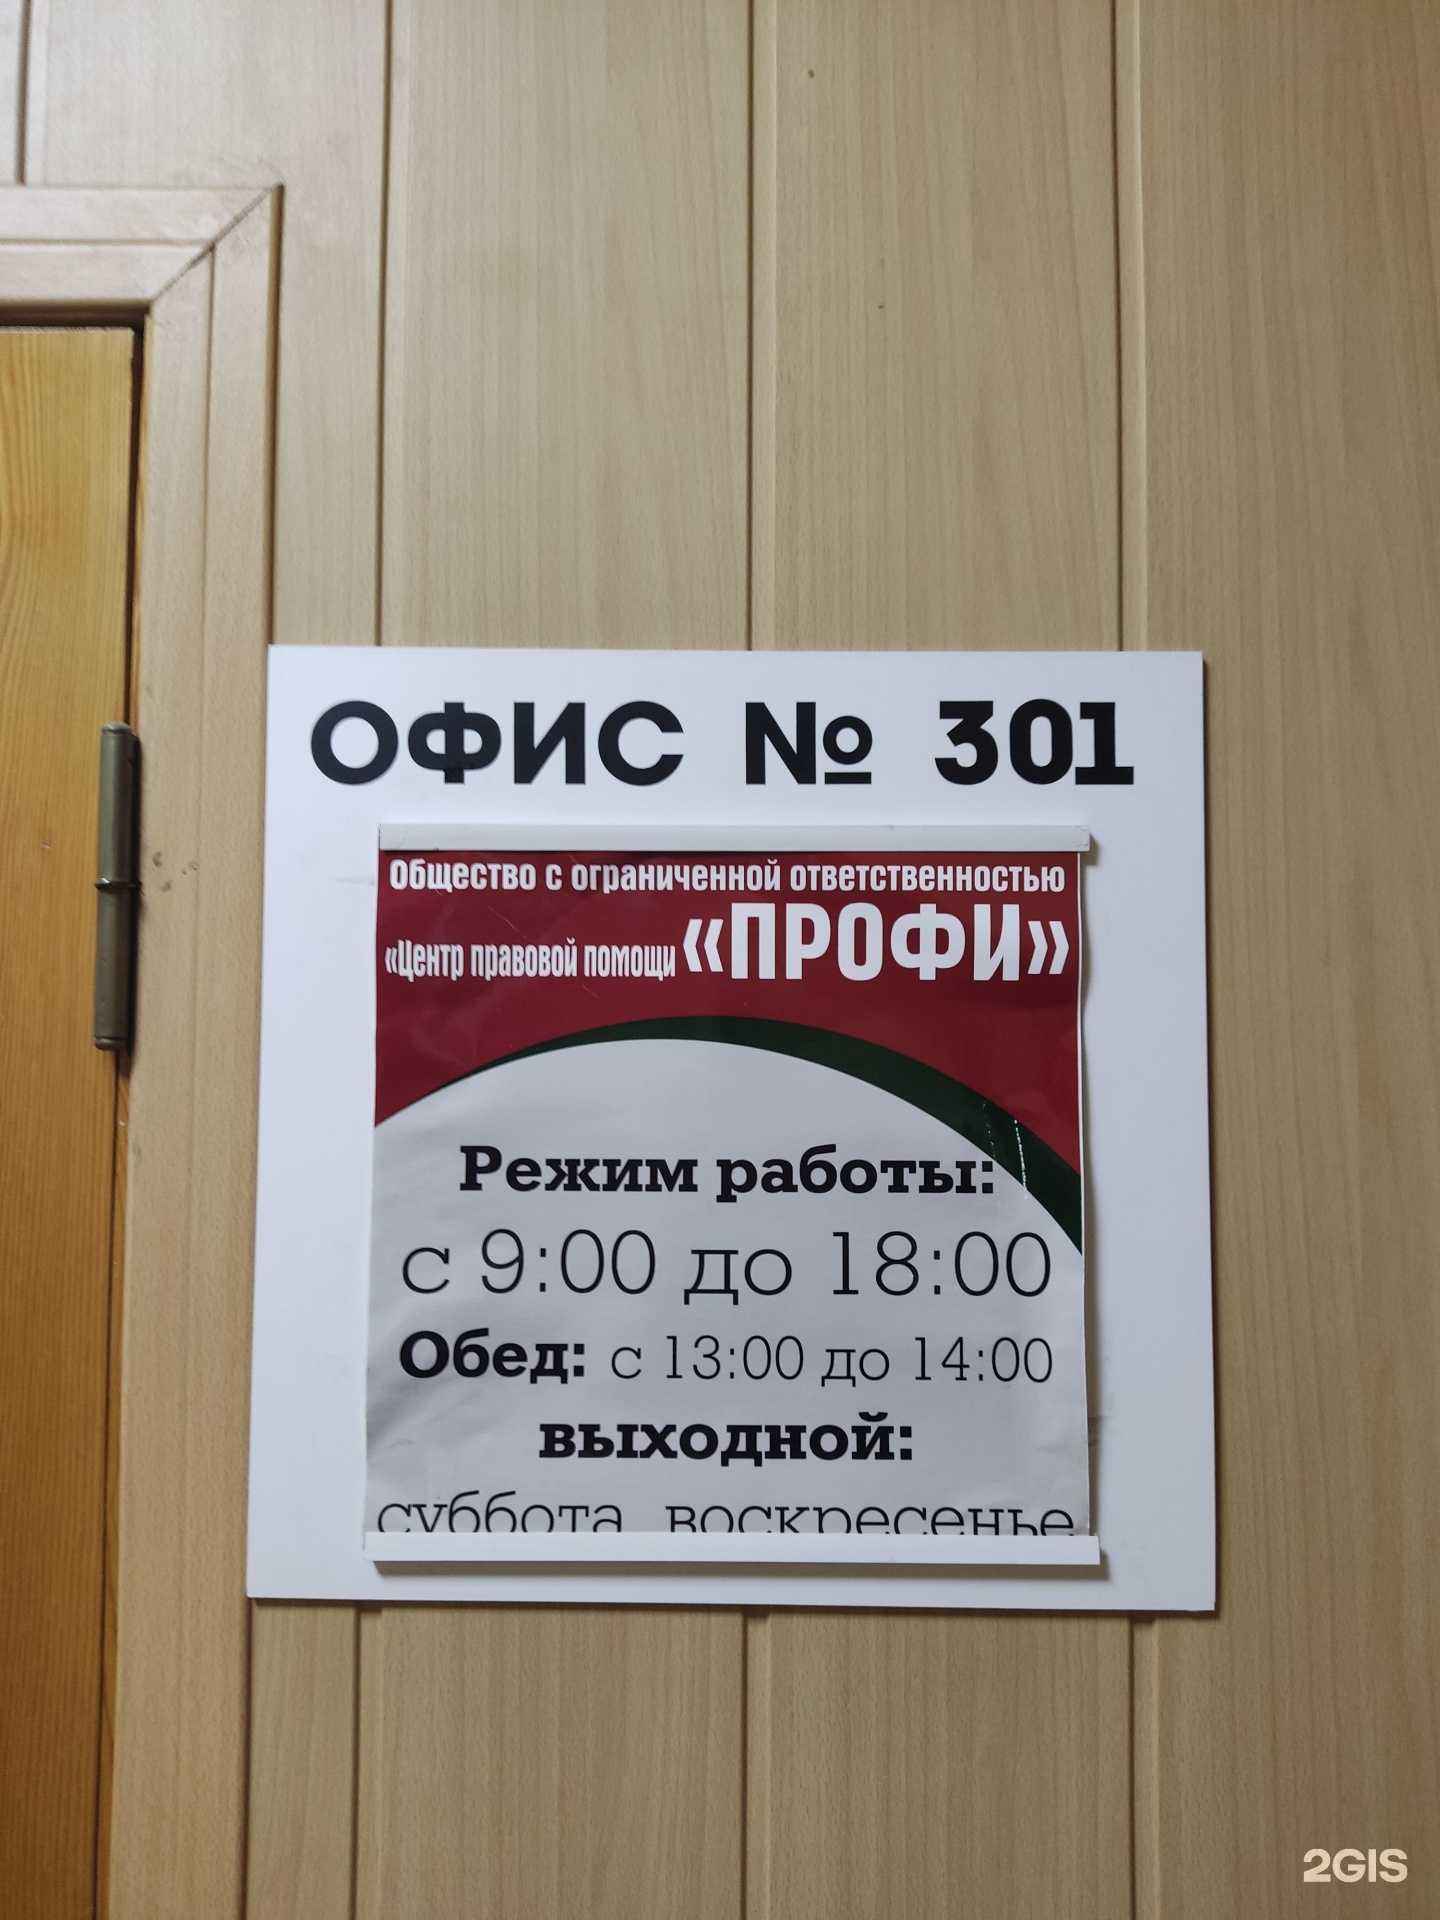 ОФИС № 301
Общество с ограниченной ответственностью
«Центр правовой помощи «ПРОФИ»
Режим работы:
с 9:00 до 18:00
Обед: с 13:00 до 14:00
выходной:
суббота воскресенье
2GIS